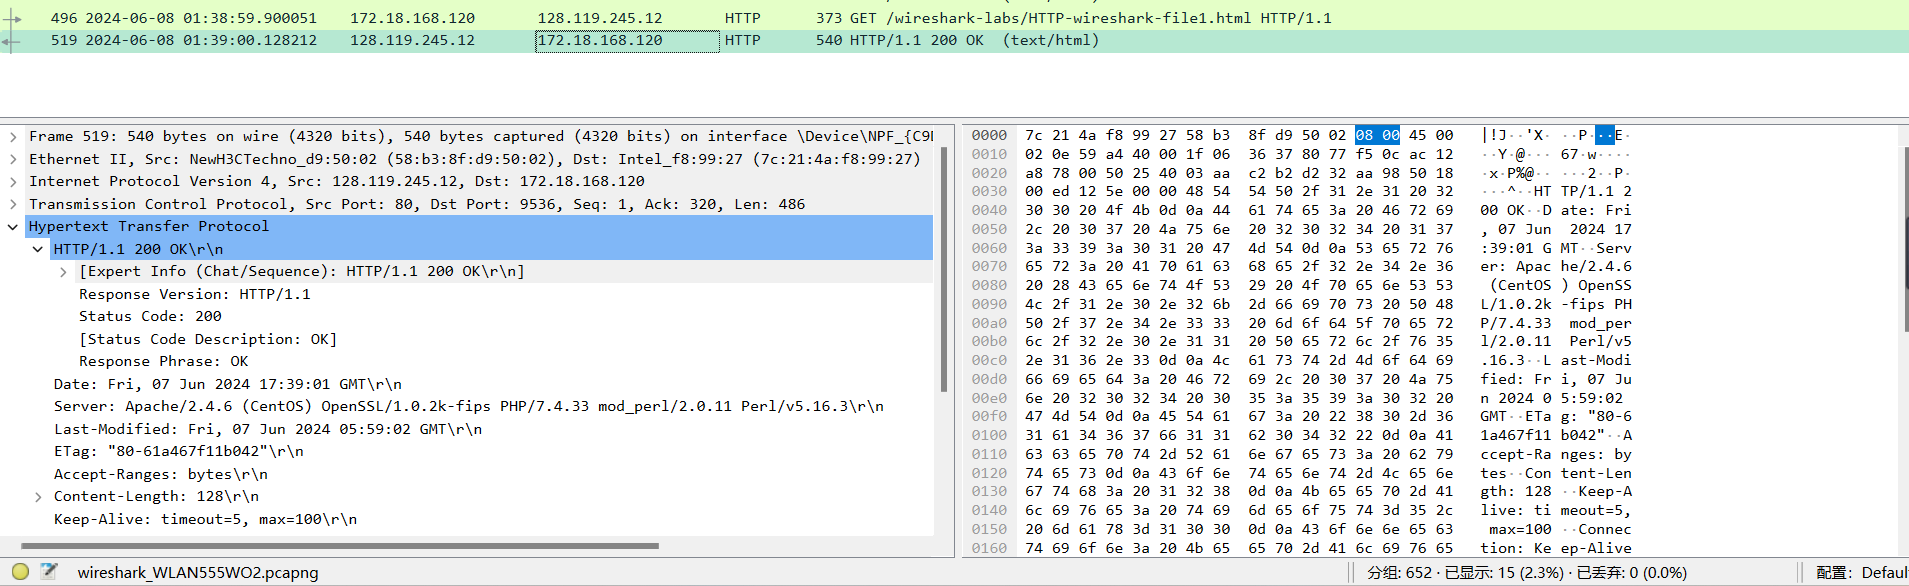 496 2024-06-08 01:38:59.900051 172.18.168.120 128.119.245.12 HTTP 373 GET /wireshark-labs/HTTP-wireshark-file1.html HTTP/1.1
519 2024-06-08 01:39:00.128212 128.119.245.12 172.18.168.120 HTTP 540 HTTP/1.1 200 OK (text/html)
Frame 519: 540 bytes on wire (4320 bits), 540 bytes captured (4320 bits) on interface \Device\NPF_{C9
Ethernet II, Src: NewH3CTechno_d9:50:02 (58:b3:8f:d9:50:02), Dst: Intel_f8:99:27 (7c:21:4a:f8:99:27)
Internet Protocol Version 4, Src: 128.119.245.12, Dst: 172.18.168.120
Transmission Control Protocol, Src Port: 80, Dst Port: 9536, Seq: 1, Ack: 320, Len: 486
Hypertext Transfer Protocol
HTTP/1.1 200 OK\r\n
[Expert Info (Chat/Sequence): HTTP/1.1 200 OK\r\n]
Response Version: HTTP/1.1
Status Code: 200
[Status Code Description: OK]
Response Phrase: OK
Date: Fri, 07 Jun 2024 17:39:01 GMT\r\n
Server: Apache/2.4.6 (CentOS) OpenSSL/1.0.2k-fips PHP/7.4.33 mod_perl/2.0.11 Perl/v5.16.3\r\n
Last-Modified: Fri, 07 Jun 2024 05:59:02 GMT\r\n
ETag: "80-61a467f11b042"\r\n
Accept-Ranges: bytes\r\n
Content-Length: 128\r\n
Keep-Alive: timeout=5, max=100\r\n
0000 7c 21 4a f8 99 27 58 b3 8f d9 50 02 08 00 45 00 |!J··'X· ··P···E·
0010 02 0e 59 a4 40 00 1f 06 36 37 80 77 f5 0c ac 12 ··Y·@··· 67·w····
0020 a8 78 00 50 25 40 03 aa c2 b2 d2 32 aa 98 50 18 ·x·P%@·· ···2··P·
0030 00 ed 12 5e 00 00 48 54 54 50 2f 31 2e 31 20 32 ···^··HT TP/1.1 2
0040 30 30 20 4f 4b 0d 0a 44 61 74 65 3a 20 46 72 69 00 OK··D ate: Fri
0050 2c 20 30 37 20 4a 75 6e 20 32 30 32 34 20 31 37 , 07 Jun 2024 17
0060 3a 33 39 3a 30 31 20 47 4d 54 0d 0a 53 65 72 76 :39:01 G MT··Serv
0070 65 72 3a 20 41 70 61 63 68 65 2f 32 2e 34 2e 36 er: Apac he/2.4.6
0080 20 28 43 65 6e 74 4f 53 29 20 4f 70 65 6e 53 53 (CentOS ) OpenSS
0090 4c 2f 31 2e 30 2e 32 6b 2d 66 69 70 73 20 50 48 L/1.0.2k -fips PH
00a0 50 2f 37 2e 34 2e 33 33 20 6d 6f 64 5f 70 65 72 P/7.4.33 mod_per
00b0 6c 2f 32 2e 30 2e 31 31 20 50 65 72 6c 2f 76 35 l/2.0.11 Perl/v5
00c0 2e 31 36 2e 33 0d 0a 4c 61 73 74 2d 4d 6f 64 69 .16.3··L ast-Modi
00d0 66 69 65 64 3a 20 46 72 69 2c 20 30 37 20 4a 75 fied: Fr i, 07 Ju
00e0 6e 20 32 30 32 34 20 30 35 3a 35 39 3a 30 32 20 n 2024 0 5:59:02
00f0 47 4d 54 0d 0a 45 54 61 67 3a 20 22 38 30 2d 36 GMT··ETa g: "80-6
0100 31 61 34 36 37 66 31 31 62 30 34 32 22 0d 0a 41 1a467f11 b042"··A
0110 63 63 65 70 74 2d 52 61 6e 67 65 73 3a 20 62 79 ccept-Ra nges: by
0120 74 65 73 0d 0a 43 6f 6e 74 65 6e 74 2d 4c 65 6e tes··Con tent-Len
0130 67 74 68 3a 20 31 32 38 0d 0a 4b 65 65 70 2d 41 gth: 128 ··Keep-A
0140 6c 69 76 65 3a 20 74 69 6d 65 6f 75 74 3d 35 2c live: ti meout=5,
0150 20 6d 61 78 3d 31 30 30 0d 0a 43 6f 6e 6e 65 63 max=100 ··Connec
0160 74 69 6f 6e 3a 20 4b 65 65 70 2d 41 6c 69 76 65 tion: Ke ep-Alive
wireshark_WLAN555WO2.pcapng 分组: 652 · 已显示: 15 (2.3%) · 已丢弃: 0 (0.0%) 配置: Defaul